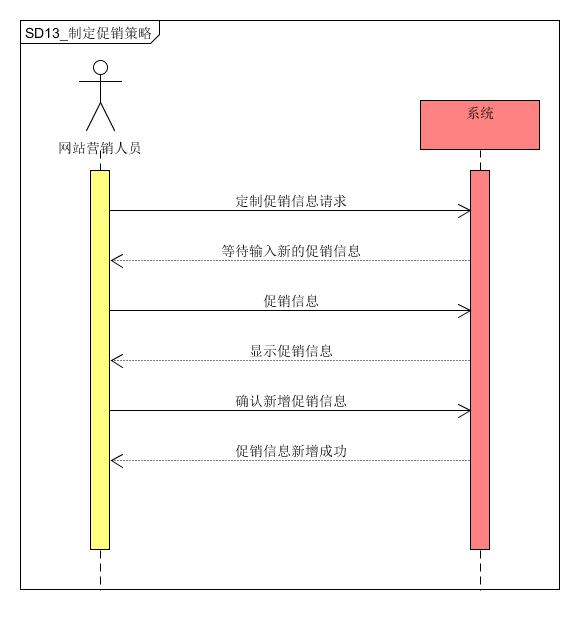 SD13_制定促销策略
网站营销人员
系统
定制促销信息请求
等待输入新的促销信息
促销信息
显示促销信息
确认新增促销信息
促销信息新增成功